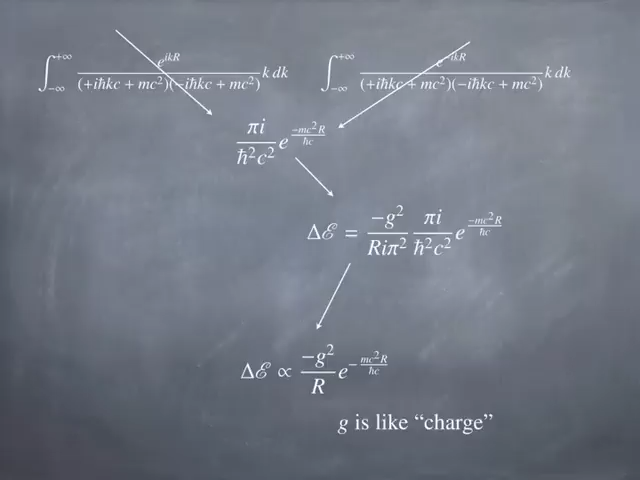 ∫_{−∞}^{+∞} e^{ikR} / ((+iħkc + mc²)(−iħkc + mc²)) k dk    ∫_{−∞}^{+∞} e^{−ikR} / ((+iħkc + mc²)(−iħkc + mc²)) k dk
πi / ħ²c² e^{−mc²R / ħc}
Δℰ = −g² / Riπ² πi / ħ²c² e^{−mc²R / ħc}
Δℰ ∝ −g² / R e^{− mc²R / ħc}
g is like “charge”